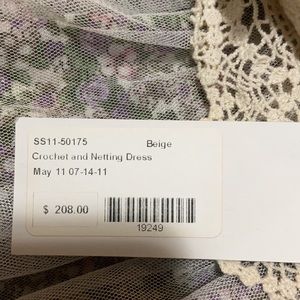 SS11-50175 Beige
Crochet and Netting Dress
May 11 07-14-11
$ 208.00
19249